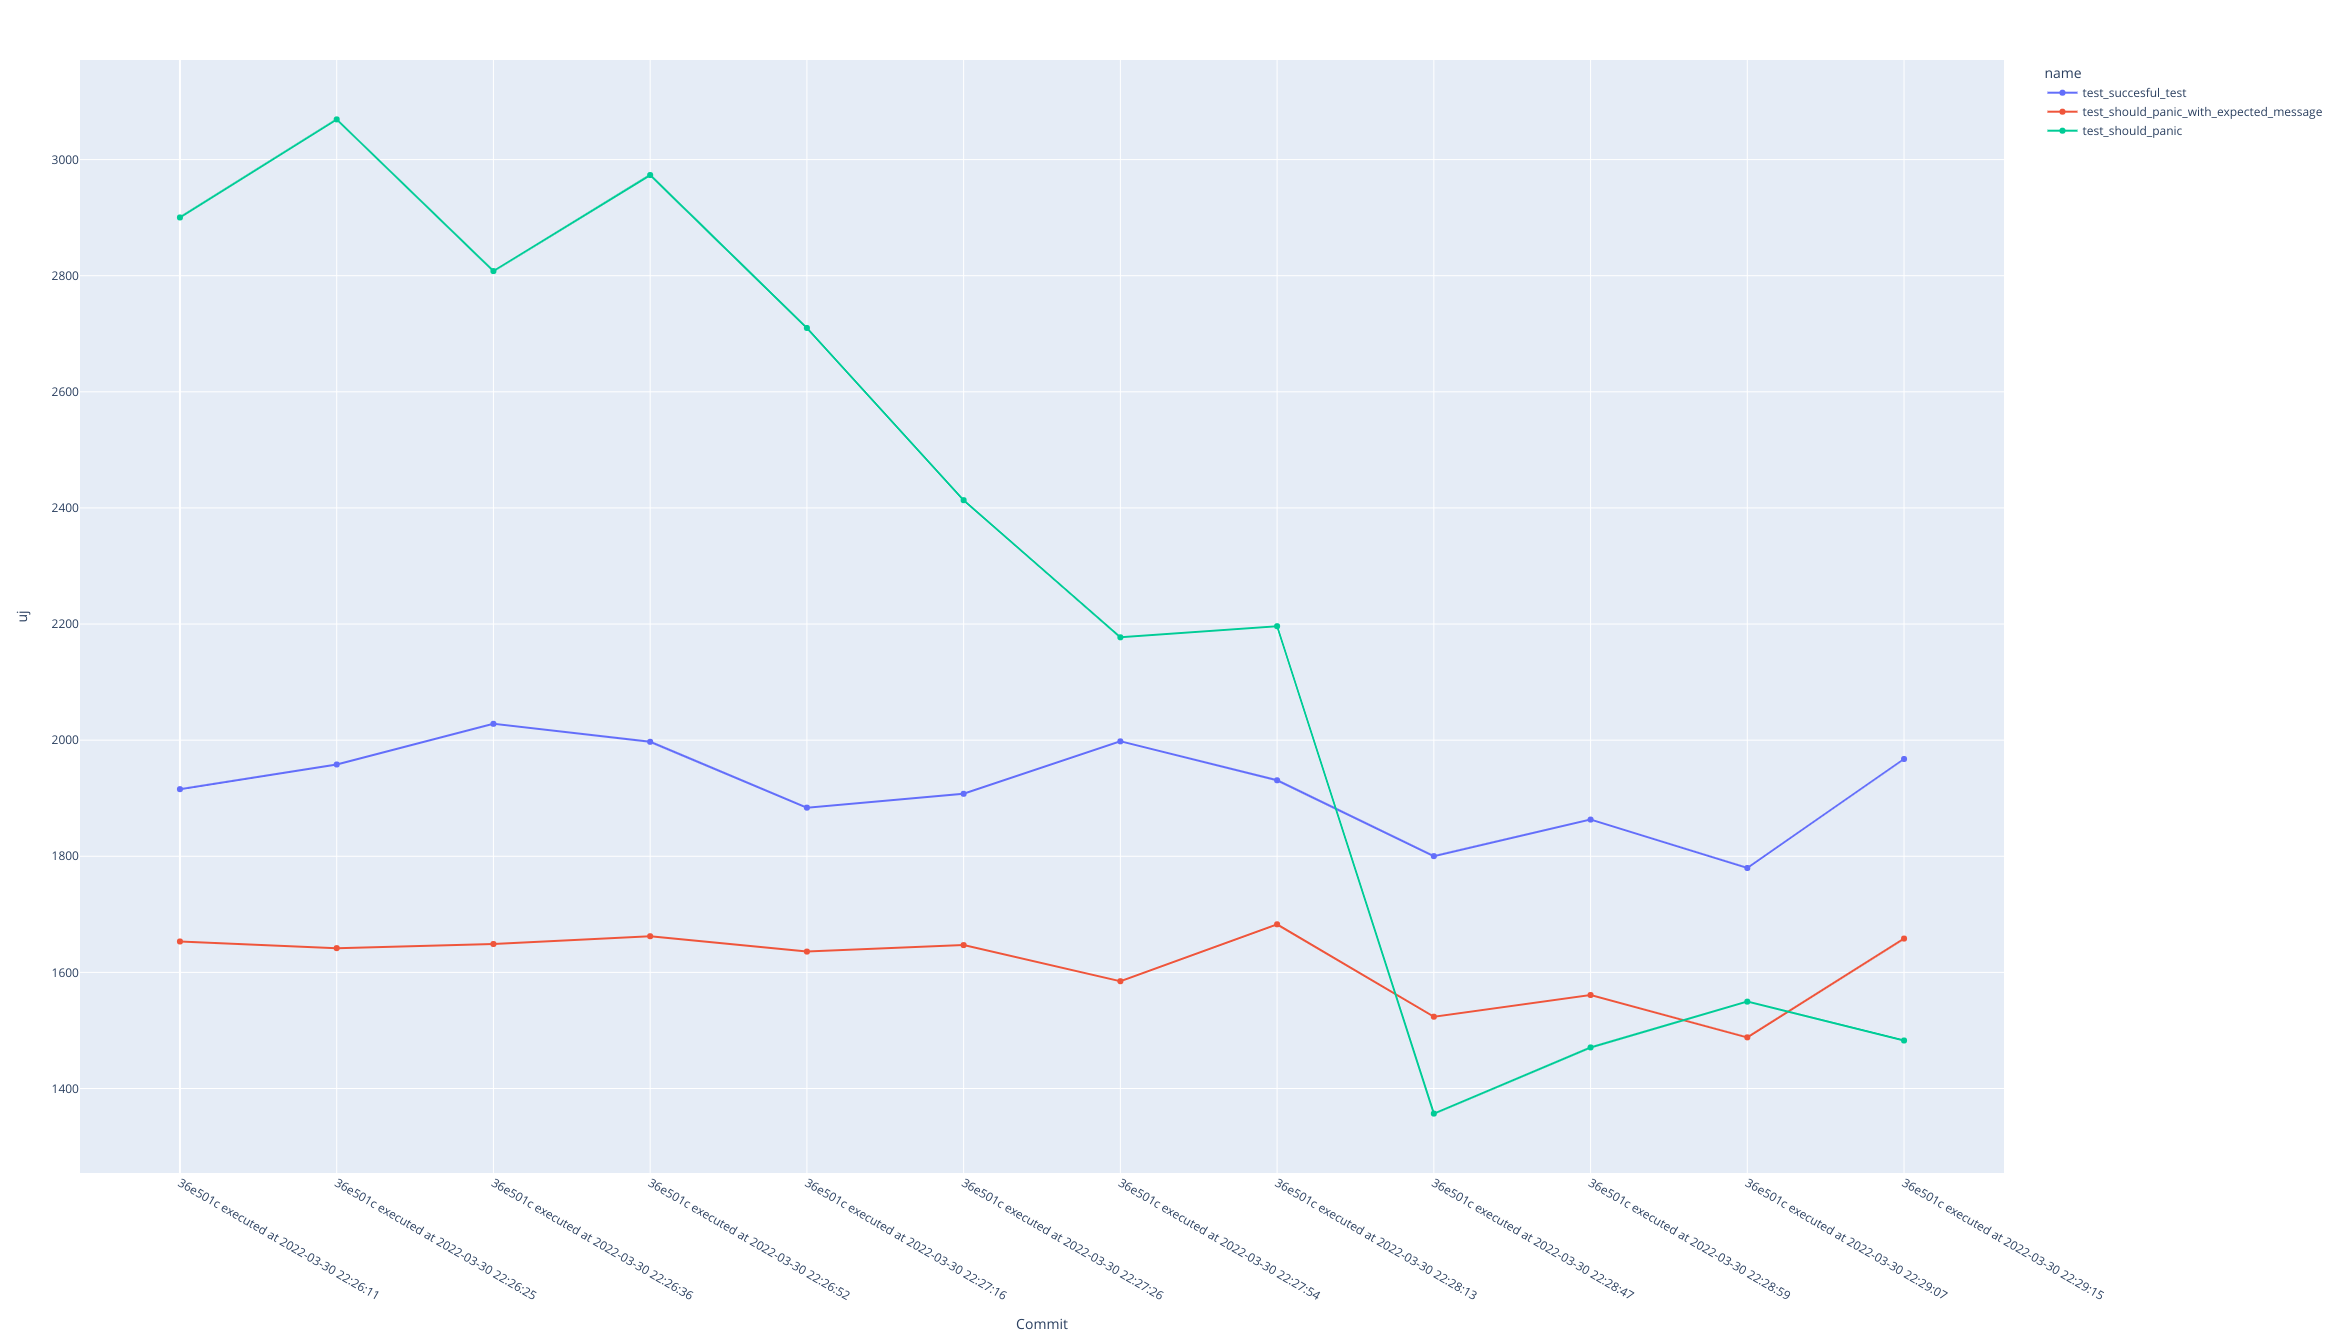 name
test_succesful_test
test_should_panic_with_expected_message
test_should_panic
3000
2800
2600
2400
2200
2000
1800
1600
1400
uj
36e501c executed at 2022-03-30 22:26:11
36e501c executed at 2022-03-30 22:26:25
36e501c executed at 2022-03-30 22:26:36
36e501c executed at 2022-03-30 22:26:52
36e501c executed at 2022-03-30 22:27:16
36e501c executed at 2022-03-30 22:27:26
36e501c executed at 2022-03-30 22:27:54
36e501c executed at 2022-03-30 22:28:13
36e501c executed at 2022-03-30 22:28:47
36e501c executed at 2022-03-30 22:28:59
36e501c executed at 2022-03-30 22:29:07
36e501c executed at 2022-03-30 22:29:15
Commit